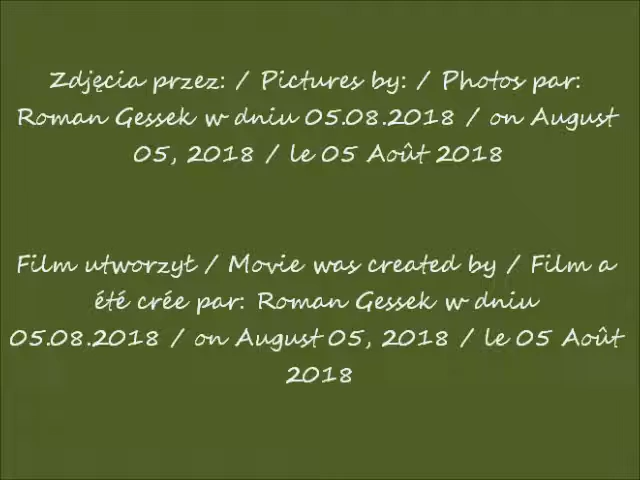 Zdjęcia przez: / Pictures by: / Photos par:
Roman Gessek w dniu 05.08.2018 / on August
05, 2018 / le 05 Août 2018
Film utworzył / Movie was created by / Film a
été crée par: Roman Gessek w dniu
05.08.2018 / on August 05, 2018 / le 05 Août
2018